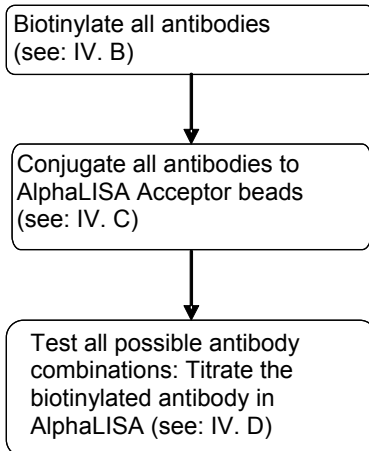 Biotinylate all antibodies
(see: IV. B)
Conjugate all antibodies to
AlphaLISA Acceptor beads
(see: IV. C)
Test all possible antibody
combinations: Titrate the
biotinylated antibody in
AlphaLISA (see: IV. D)